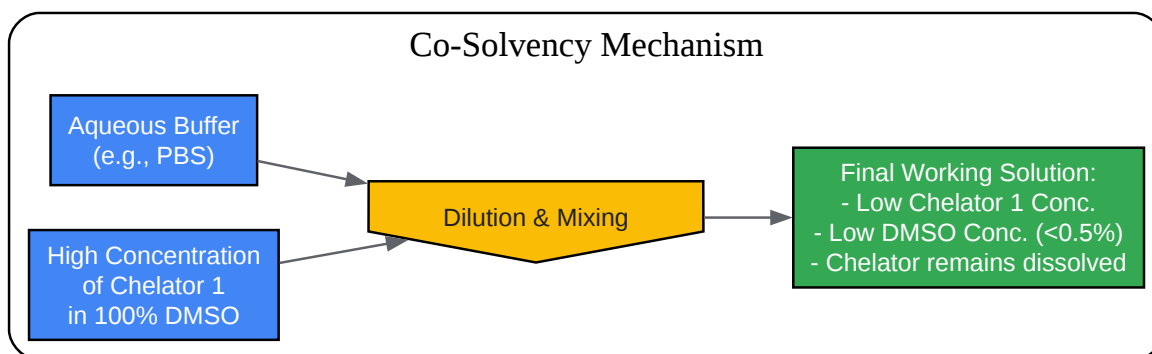 Co-Solvency Mechanism
Aqueous Buffer
(e.g., PBS)
High Concentration
of Chelator 1
in 100% DMSO
Dilution & Mixing
Final Working Solution:
- Low Chelator 1 Conc.
- Low DMSO Conc. (<0.5%)
- Chelator remains dissolved